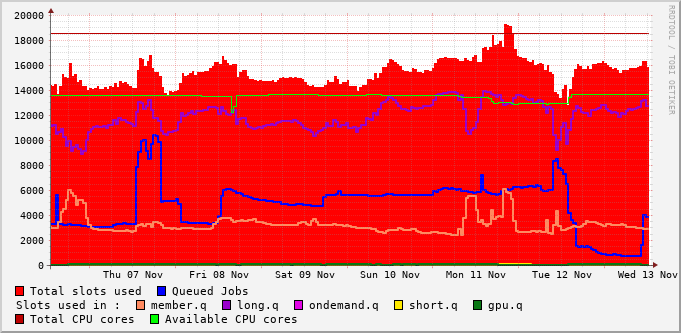 20000
18000
16000
14000
12000
10000
8000
6000
4000
2000
0
Thu 07 Nov Fri 08 Nov Sat 09 Nov Sun 10 Nov Mon 11 Nov Tue 12 Nov Wed 13 Nov
Total slots used Queued Jobs
Slots used in : member.q long.q ondemand.q short.q gpu.q
Total CPU cores Available CPU cores
RRDTOOL / TOBI OETIKER